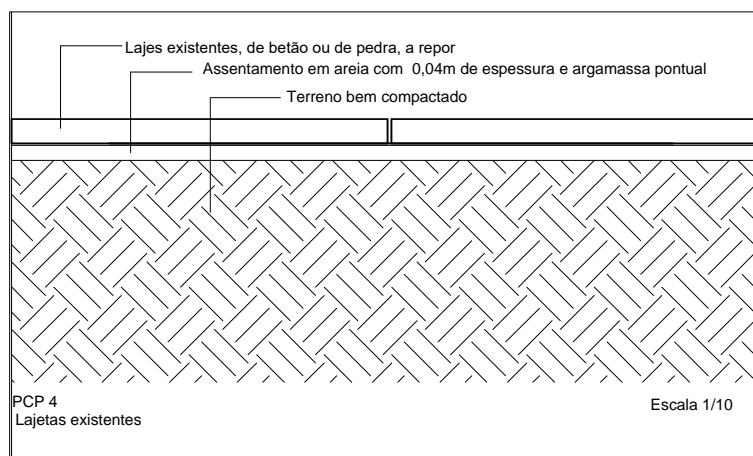 Lajes existentes, de betão ou de pedra, a repor
Assentamento em areia com 0,04m de espessura e argamassa pontual
Terreno bem compactado
PCP 4
Escala 1/10
Lajetas existentes